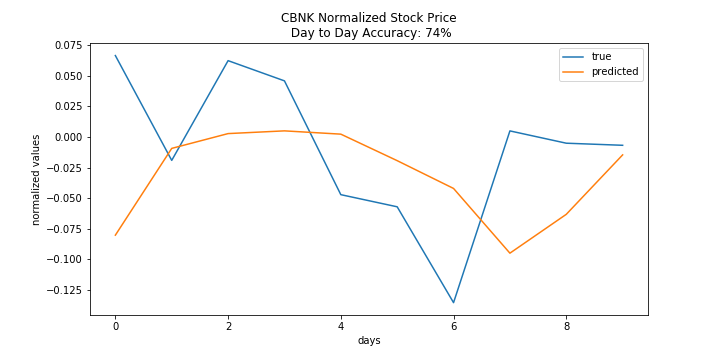 CBNK Normalized Stock Price
Day to Day Accuracy: 74%
true
predicted
normalized values
0.075
0.050
0.025
0.000
−0.025
−0.050
−0.075
−0.100
−0.125
0 2 4 6 8
days